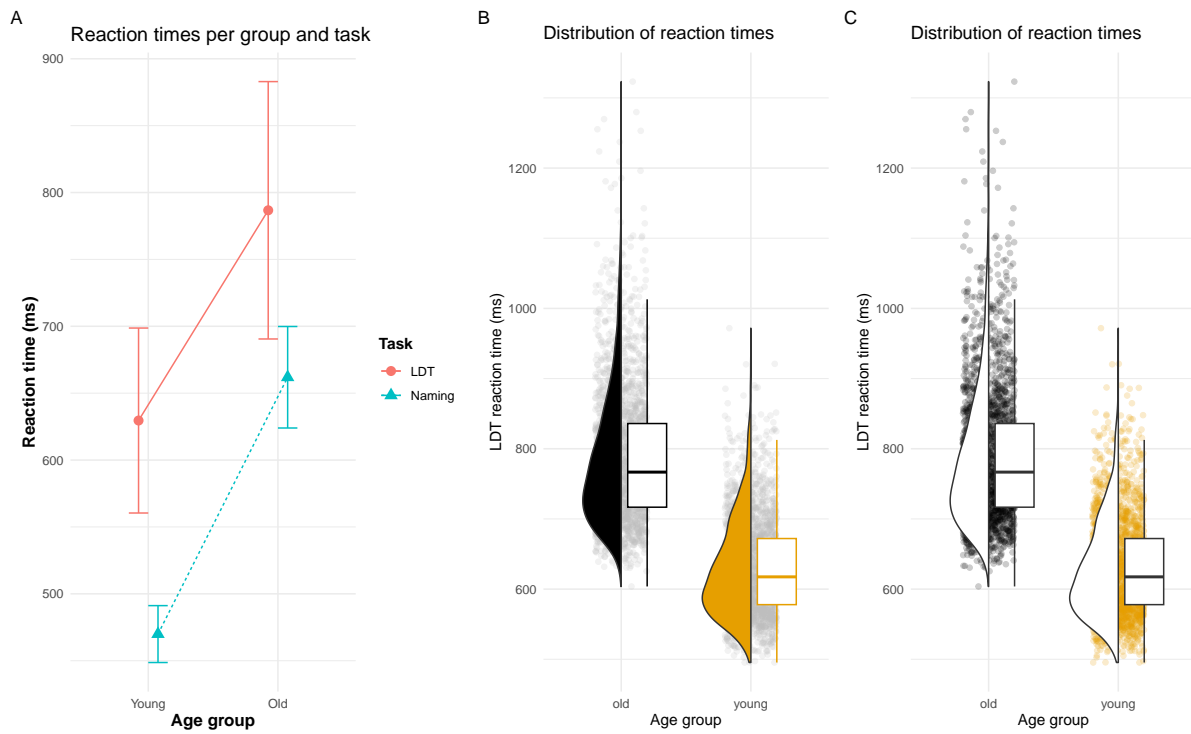 A
Reaction times per group and task
900
800
700
600
500
Reaction time (ms)
Young
Old
Age group
Task
LDT
Naming
B
Distribution of reaction times
1200
1000
800
600
LDT reaction time (ms)
old
young
Age group
C
Distribution of reaction times
1200
1000
800
600
LDT reaction time (ms)
old
young
Age group